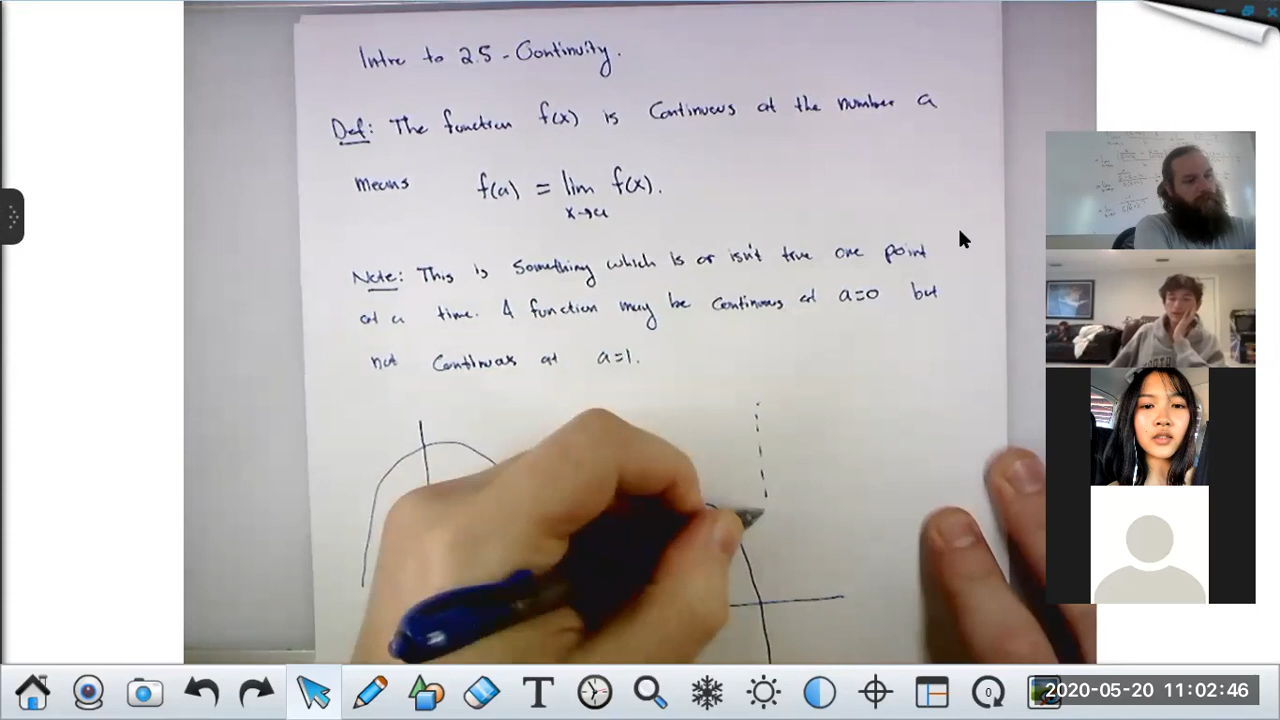 Intro to 2.5 - Continuity.
Def: The function f(x) is Continuous at the number a
means f(a) = lim f(x).
x→a
Note: This is Something which is or isn't true one point
at a time. A function may be Continuous at a=0 but
not Continuous at a=1.
T
0
2020-05-20 11:02:46